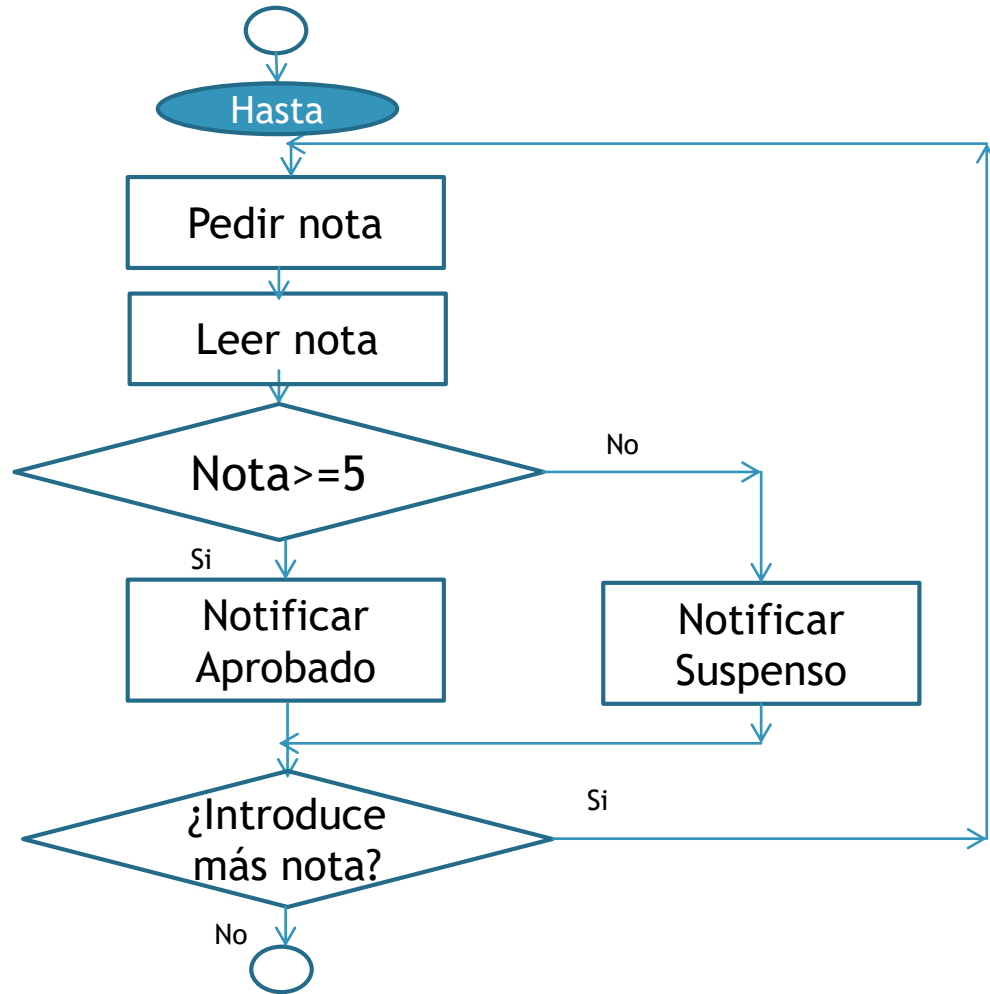 Hasta
Pedir nota
Leer nota
Nota>=5
No
Si
Notificar
Aprobado
Notificar
Suspenso
¿Introduce
más nota?
Si
No